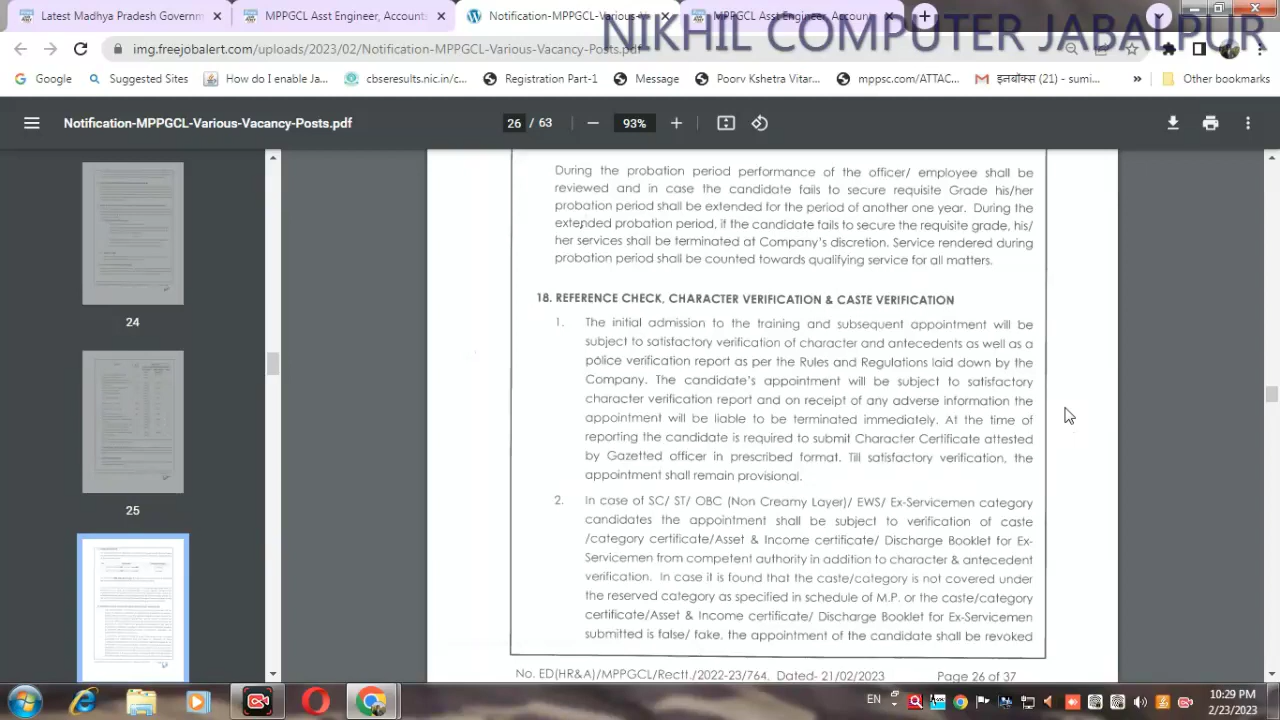 Latest Madhya Pradesh Governm
MPPGCL Asst Engineer, Account
Notification-MPPGCL-Various-V
MPPGCL Asst Engineer, Accoun
NIKHIL COMPUTER JABALPUR
img.freejobalert.com/uploads/2023/02/Notification-MPPGCL-Various-Vacancy-Posts.pdf
Google
Suggested Sites
How do I enable Ja...
cbseresults.nic.in/c...
Registration Part-1
Message
Poorv Kshetra Vitar...
mppsc.com/ATTAC...
इनबॉक्स (21) - sumi...
»
Other bookmarks
Notification-MPPGCL-Various-Vacancy-Posts.pdf
26 / 63
93%
24
25
During the probation period performance of the officer/ employee shall be
reviewed and in case the candidate fails to secure requisite Grade his/her
probation period shall be extended for the period of another one year. During the
extended probation period, if the candidate fails to secure the requisite grade, his/
her services shall be terminated at Company's discretion. Service rendered during
probation period shall be counted towards qualifying service for all matters.
18. REFERENCE CHECK, CHARACTER VERIFICATION & CASTE VERIFICATION
1. The initial admission to the training and subsequent appointment will be
subject to satisfactory verification of character and antecedents as well as a
police verification report as per the Rules and Regulations laid down by the
Company. The candidate's appointment will be subject to satisfactory
character verification report and on receipt of any adverse information the
appointment will be liable to be terminated immediately. At the time of
reporting the candidate is required to submit Character Certificate attested
by Gazetted officer in prescribed format. Till satisfactory verification, the
appointment shall remain provisional.
2. In case of SC/ ST/ OBC (Non Creamy Layer)/ EWS/ Ex-Servicemen category
candidates the appointment shall be subject to verification of caste
/category certificate/Asset & Income certificate/ Discharge Booklet for Ex-
Servicemen from competent authority in addition to character & antecedent
verification. In case it is found that the caste/category is not covered under
the reserved category as specified in schedule of M.P. or the caste/category
certificate/Asset & Income certificate/ Discharge Booklet for Ex-Servicemen
submitted is false/ fake, the appointment of the candidate shall be revoked
No. ED(HR&A)/MPPGCL/Rectt./2022-23/764. Dated- 21/02/2023
Page 26 of 37
EN
10:29 PM
2/23/2023